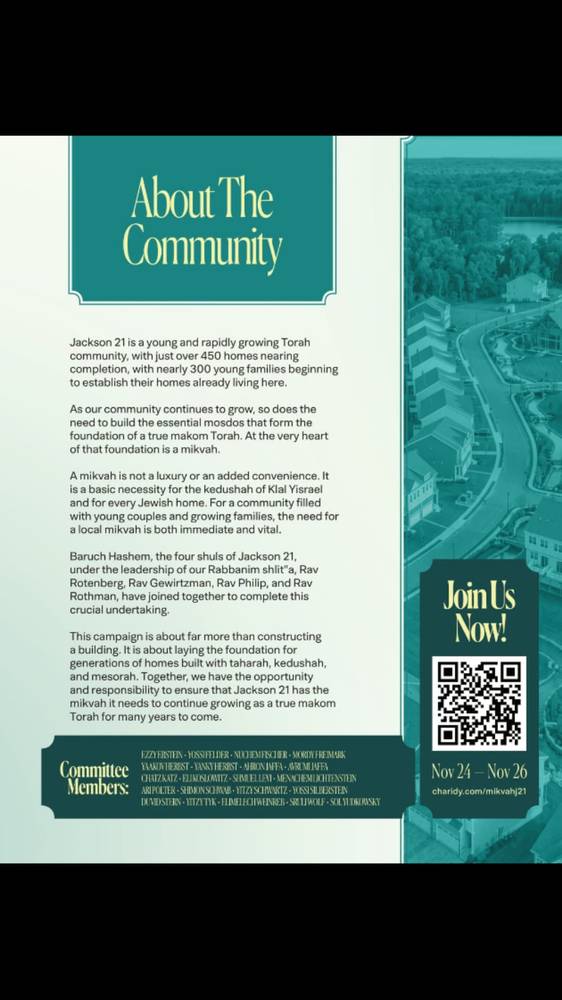 About The
Community
Jackson 21 is a young and rapidly growing Torah
community, with just over 450 homes nearing
completion, with nearly 300 young families beginning
to establish their homes already living here.
As our community continues to grow, so does the
need to build the essential mosdos that form the
foundation of a true makom Torah. At the very heart
of that foundation is a mikvah.
A mikvah is not a luxury or an added convenience. It
is a basic necessity for the kedushah of Klal Yisrael
and for every Jewish home. For a community filled
with young couples and growing families, the need for
a local mikvah is both immediate and vital.
Baruch Hashem, the four shuls of Jackson 21,
under the leadership of our Rabbanim shlit"a, Rav
Rotenberg, Rav Gewirtzman, Rav Philip, and Rav
Rothman, have joined together to complete this
crucial undertaking.
This campaign is about far more than constructing
a building. It is about laying the foundation for
generations of homes built with taharah, kedushah,
and mesorah. Together, we have the opportunity
and responsibility to ensure that Jackson 21 has the
mikvah it needs to continue growing as a true makom
Torah for many years to come.
Committee
Members:
EZZY ERSTEIN • YOSSI FELDER • NUCHEM FISCHER • MORDY FREIMARK
YAAKOV HERBST • YANKY HERBST • AHRON JAFFA • AVRUMI JAFFA
CHATZ KATZ • ELI KOSLOWITZ • SHMUEL LEVI • MENACHEM LICHTENSTEIN
ARI POLTER • SHIMON SCHWAB • YITZY SCHWARTZ • YOSSI SILBERSTEIN
DUVID STERN • YITZY TYK • ELIMELECH WEINREB • SRULI WOLF • SOL YUDKOWSKY
Join Us
Now!
Nov 24 – Nov 26
charidy.com/mikvahj21